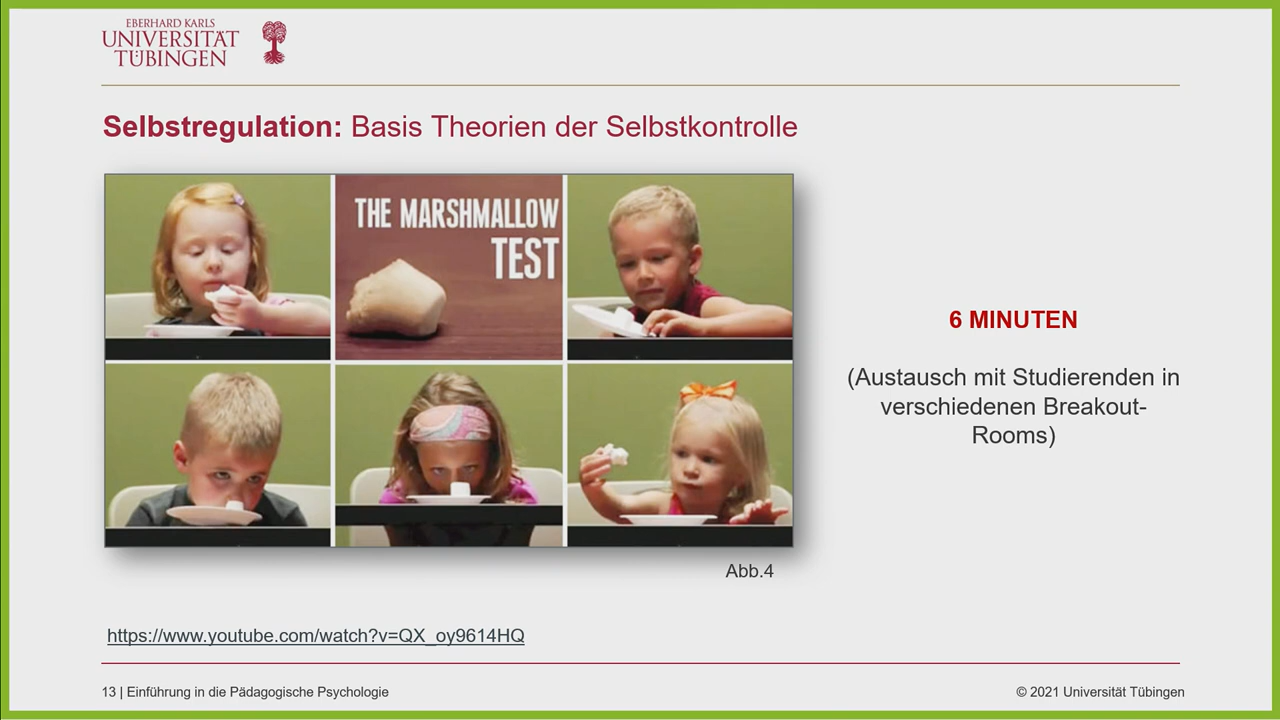 EBERHARD KARLS
UNIVERSITÄT
TÜBINGEN
Selbstregulation: Basis Theorien der Selbstkontrolle
THE MARSHMALLOW
TEST
6 MINUTEN
(Austausch mit Studierenden in
verschiedenen Breakout-
Rooms)
Abb.4
https://www.youtube.com/watch?v=QX_oy9614HQ
13 | Einführung in die Pädagogische Psychologie
© 2021 Universität Tübingen